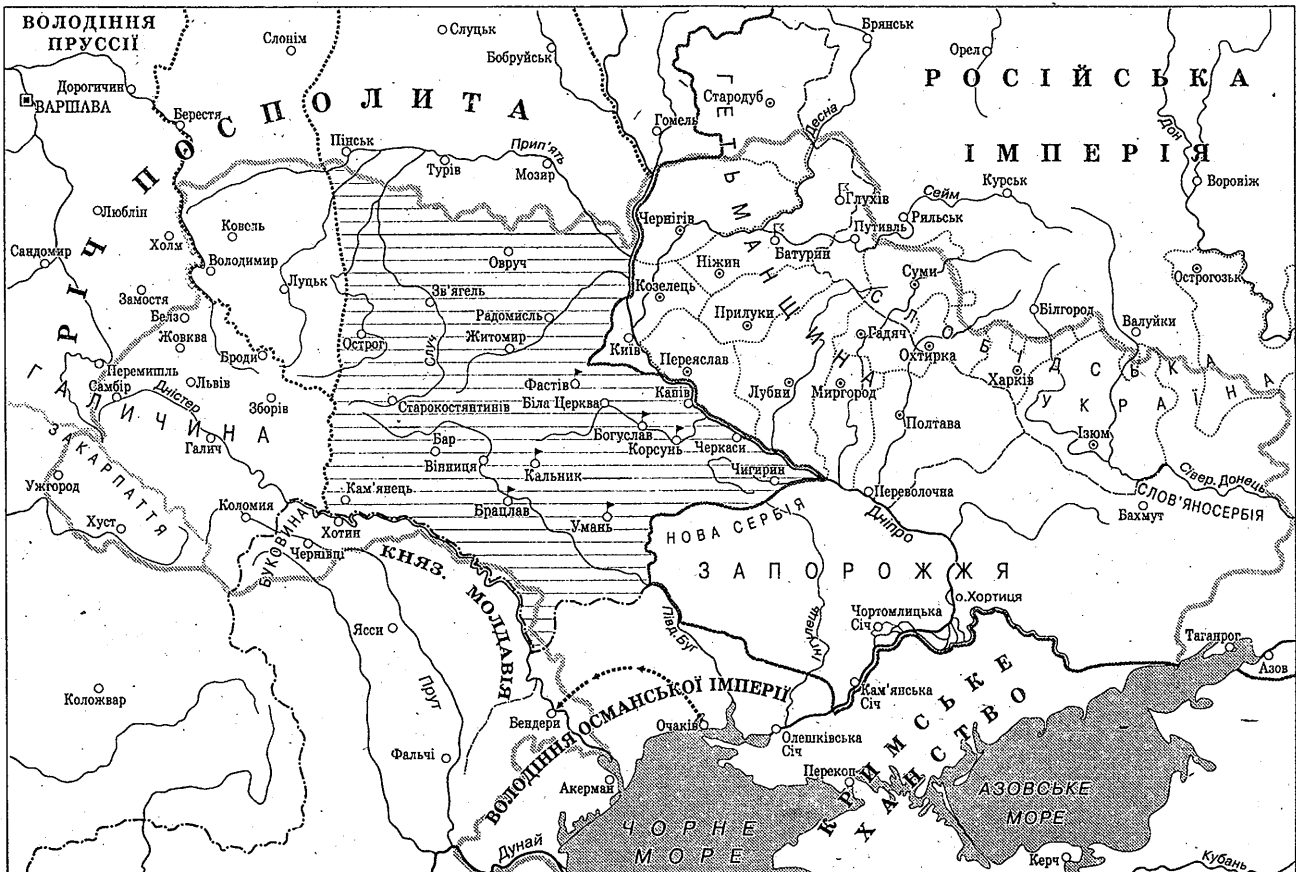 ВОЛОДІННЯ
ПРУССІЇ
Слонім
Слуцьк
Бобруйськ
Брянськ
Орел
РОСІЙСЬКА
ІМПЕРІЯ
Дорогичин
ВАРШАВА
Берестя
РІЧ ПОСПОЛИТА
Стародуб
ГЕТЬМАНЩИНА
Десна
Дон
Гомель
Пінськ
Турів
Прип'ять
Мозир
Сейм
Курськ
Воровіж
Глухів
Рильськ
Путивль
Чернігів
Батурин
Люблін
Холм
Ковель
Сандомир
Володимир
Луцьк
Овруч
Ніжин
Суми
Острогозьк
Замостя
Белз
Жовква
Зв'ягель
Радомисль
Козелець
Прилуки
Гадяч
СЛОБІДСЬКА
УКРАЇНА
Білгород
Валуйки
Броди
Острог
Случ
Житомир
Київ
Охтирка
Харків
Перемишль
Самбір
Львів
Дністер
ГАЛИЧИНА
Зборів
Переяслав
Фастів
Старокостянтинів
Біла Церква
Канів
Лубни
Миргород
Полтава
Ізюм
ЗАКАРПАТТЯ
Галич
Бар
Вінниця
Богуслав
Корсунь
Черкаси
Кальник
Чигирин
Ужгород
Хуст
Коломия
Кам'янець
Брацлав
Умань
Переволочна
Сівер. Донець
СЛОВ'ЯНОСЕРБІЯ
Бахмут
БУКОВИНА
Хотин
Чернівці
КНЯЗ.
МОЛДАВІЯ
НОВА СЕРБІЯ
Дніпро
ЗАПОРОЖЖЯ
о.Хортиця
Ясси
Прут
Півд.Буг
Чортомлицька
Січ
Таганрог
Азов
Коложвар
Бендери
ВОЛОДІННЯ ОСМАНСЬКОЇ ІМПЕРІЇ
Очаків
Кам'янська
Січ
Олешківська
Січ
КРИМСЬКЕ
ХАНСТВО
Фальчі
Акерман
Перекоп
АЗОВСЬКЕ
МОРЕ
Дунай
ЧОРНЕ
МОРЕ
Керч
Кубань